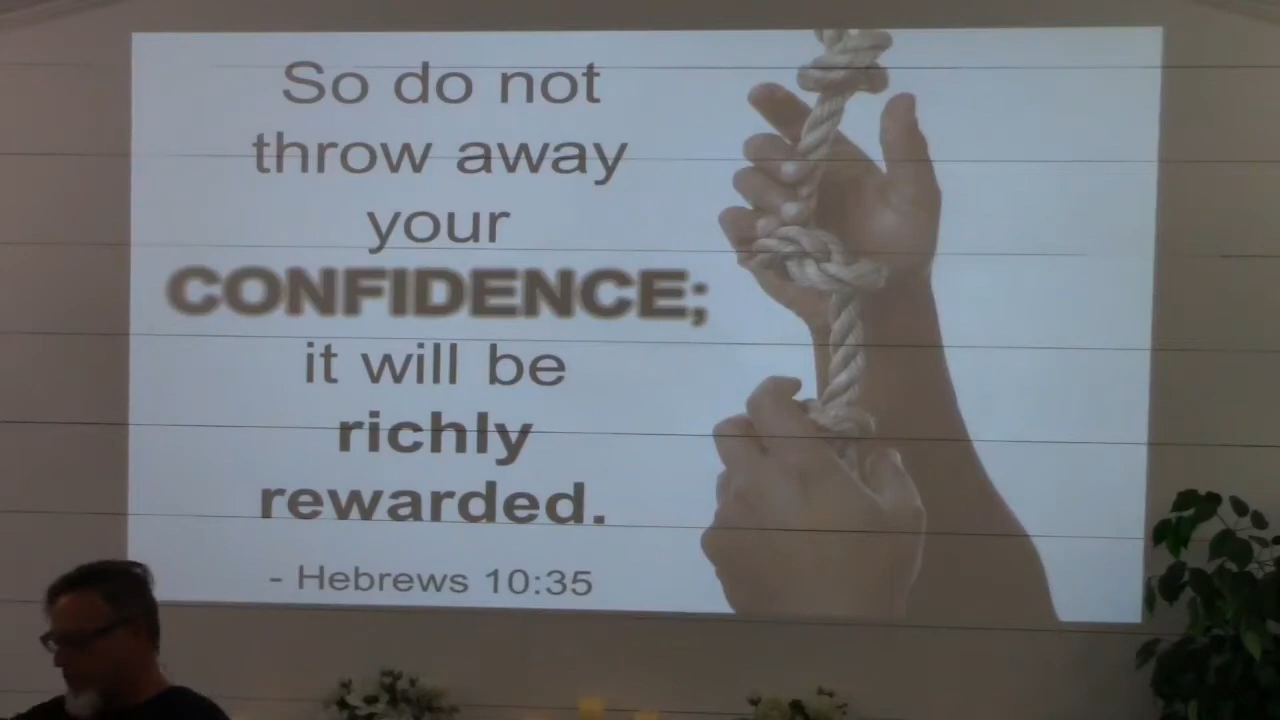 So do not
throw away
your
CONFIDENCE;
it will be
richly
rewarded.
- Hebrews 10:35